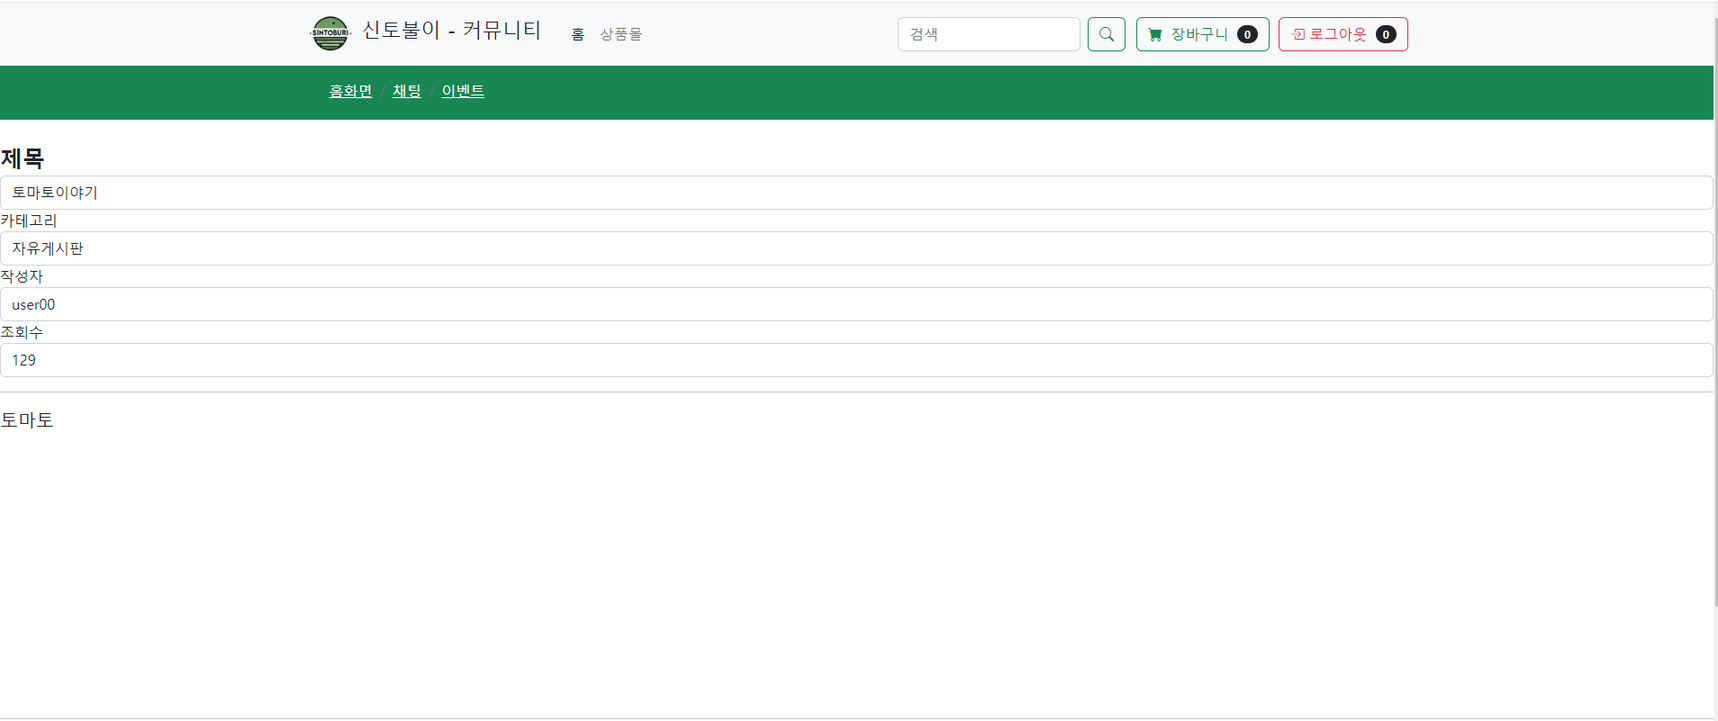 SINTOBURI 신토불이 - 커뮤니티 홈 상품몰 검색 장바구니 0 로그아웃 0
홈화면 / 채팅 / 이벤트
제목
토마토이야기
카테고리
자유게시판
작성자
user00
조회수
129
토마토